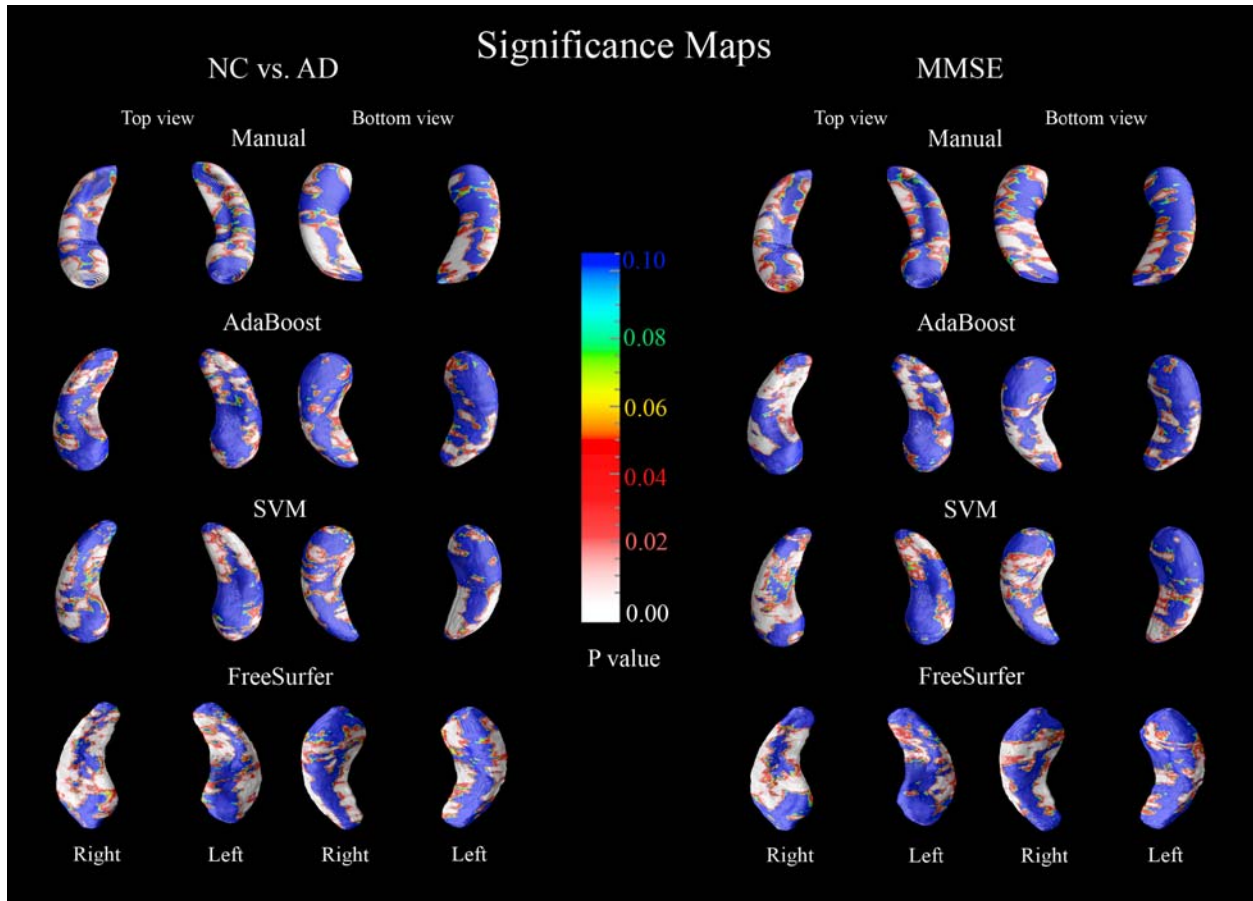 Significance Maps
NC vs. AD
MMSE
Top view
Bottom view
Top view
Bottom view
Manual
Manual
AdaBoost
AdaBoost
SVM
SVM
FreeSurfer
FreeSurfer
0.10
0.08
0.06
0.04
0.02
0.00
P value
Right
Left
Right
Left
Right
Left
Right
Left